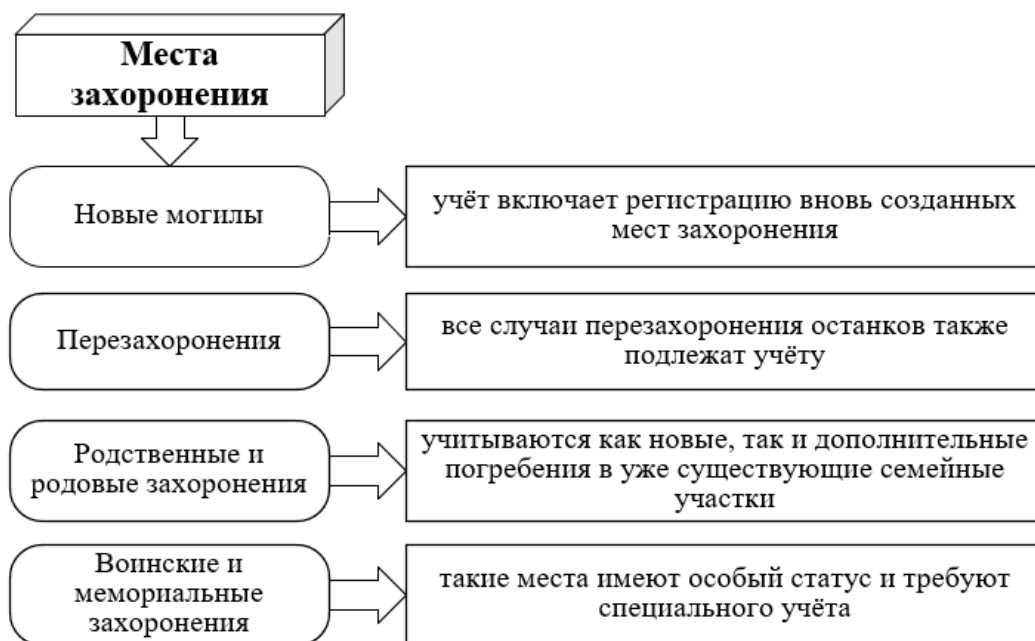 Места
захоронения
Новые могилы
учёт включает регистрацию вновь созданных
мест захоронения
Перезахоронения
все случаи перезахоронения останков также
подлежат учёту
Родственные и
родовые захоронения
учитываются как новые, так и дополнительные
погребения в уже существующие семейные
участки
Воинские и
мемориальные
захоронения
такие места имеют особый статус и требуют
специального учёта